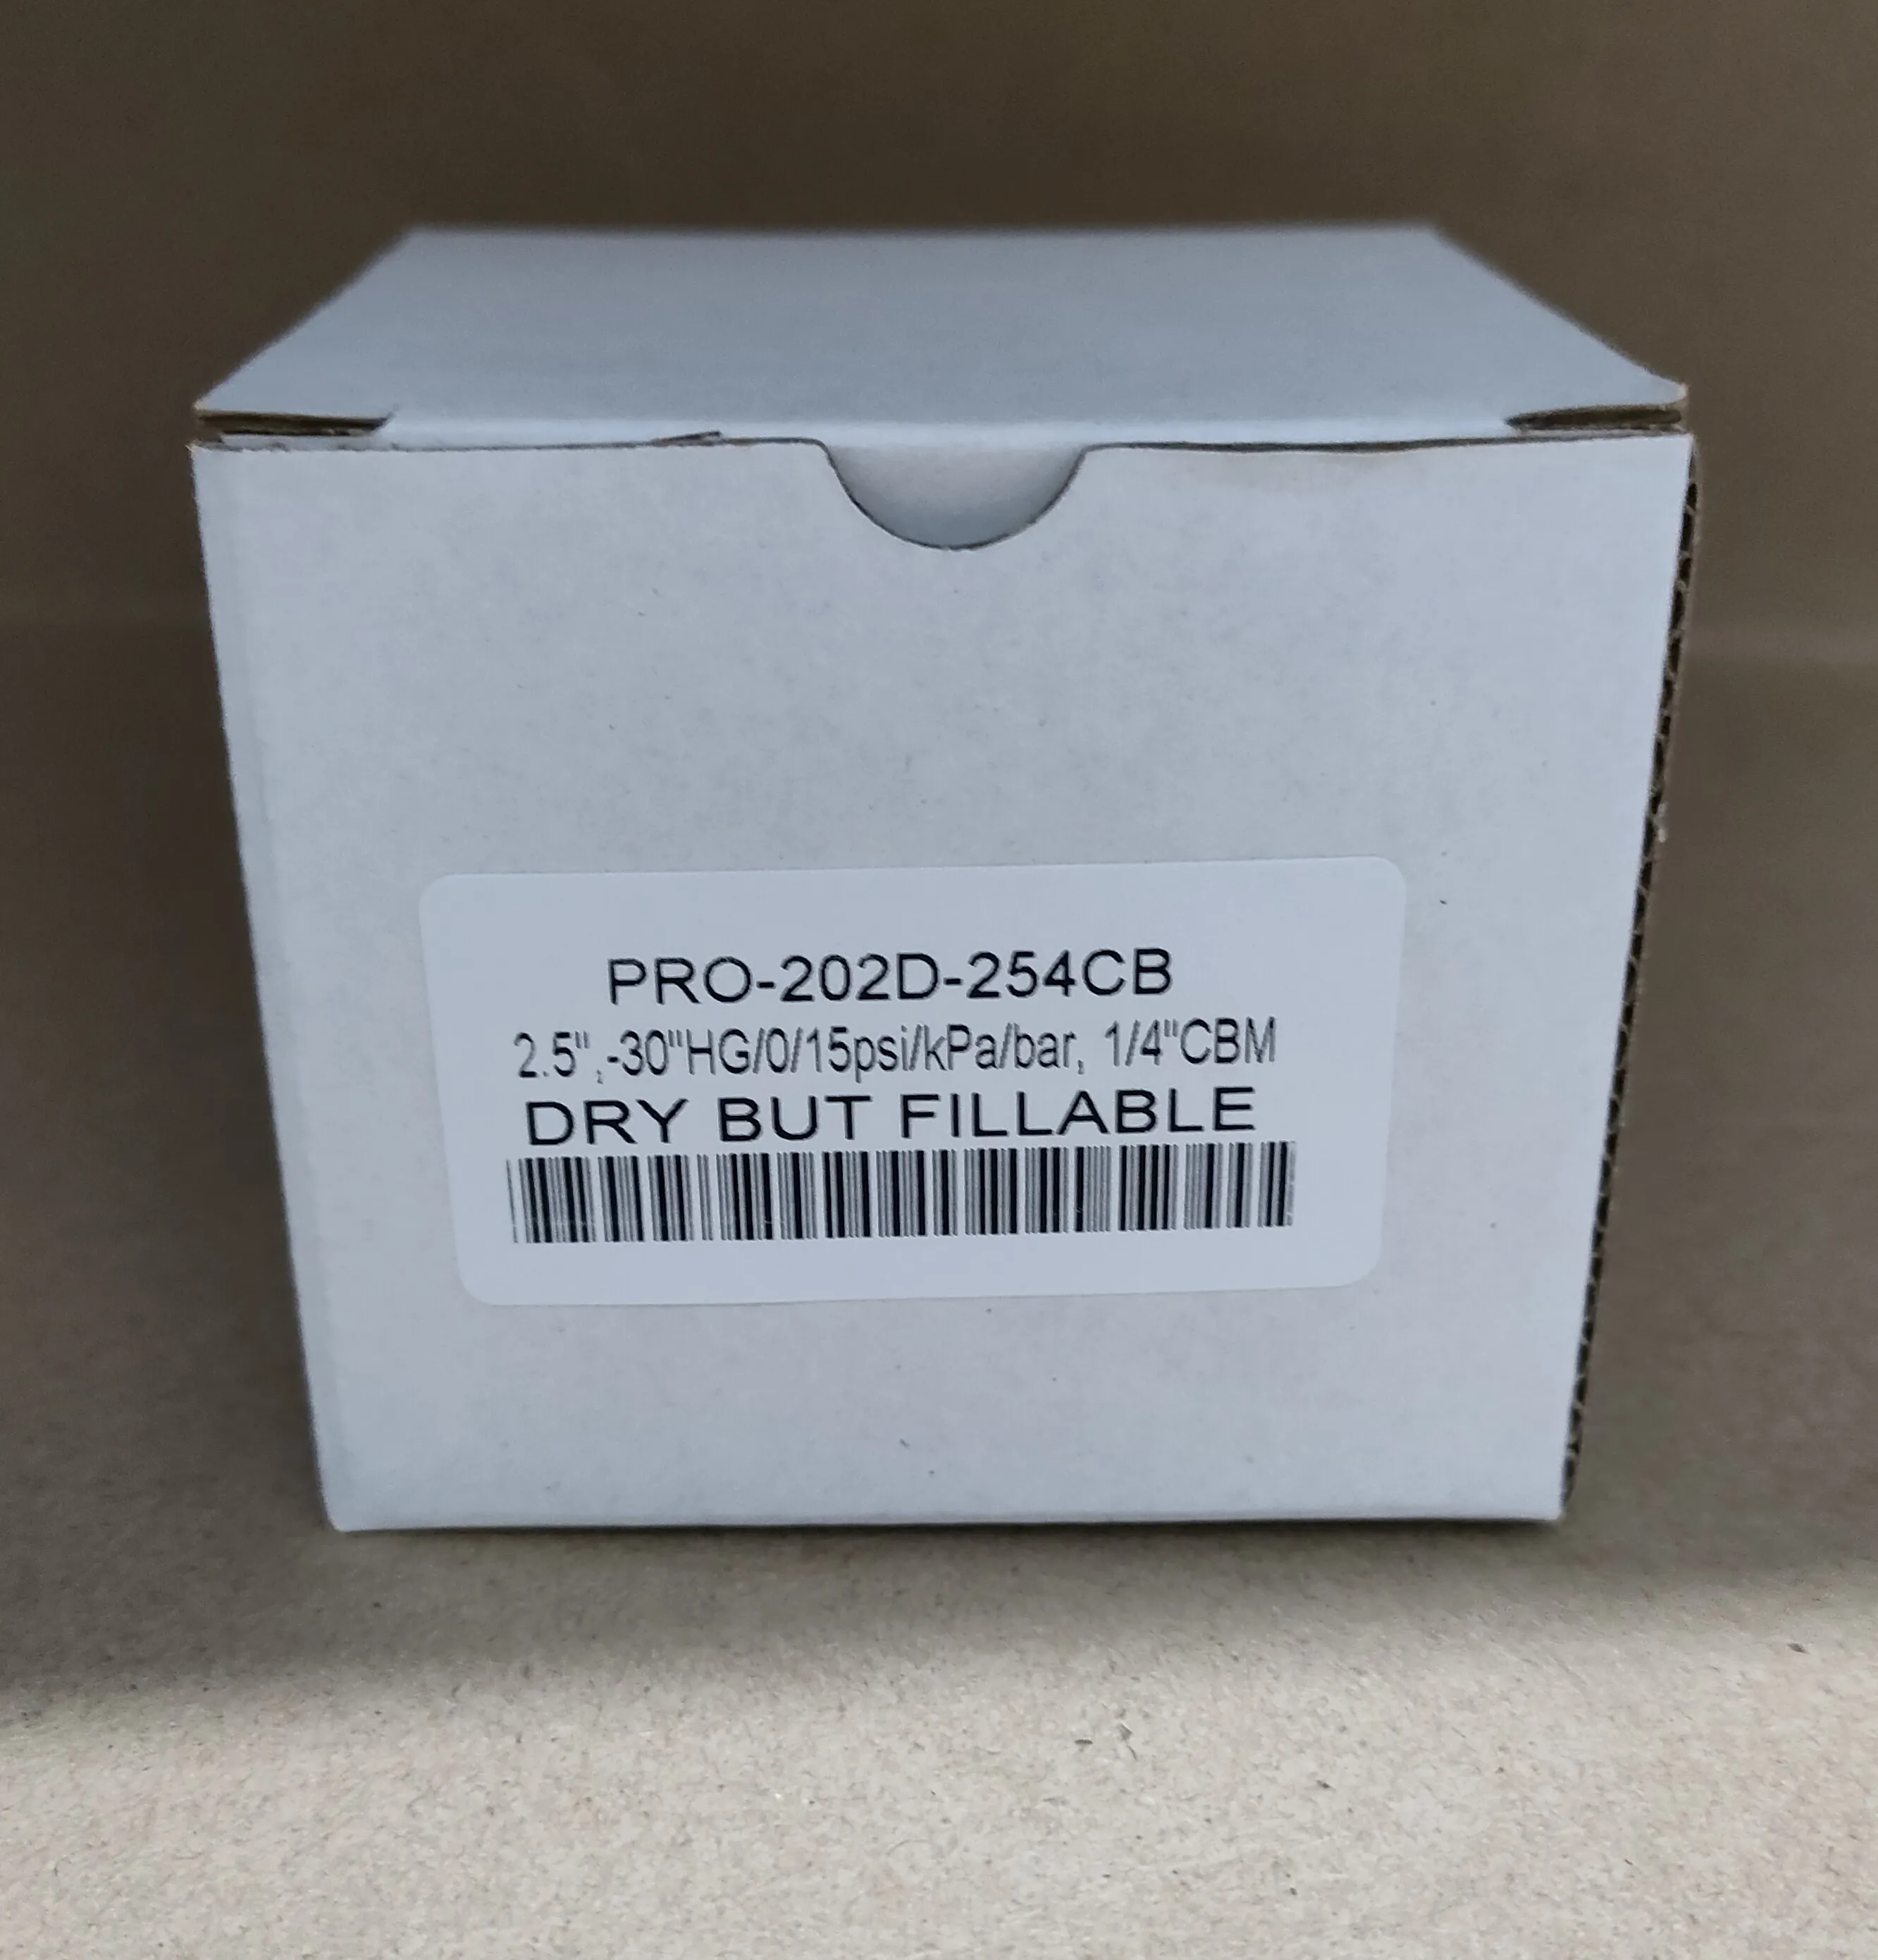 PRO-202D-254CB
2.5",-30"HG/0/15psi/kPa/bar, 1/4"CBM
DRY BUT FILLABLE